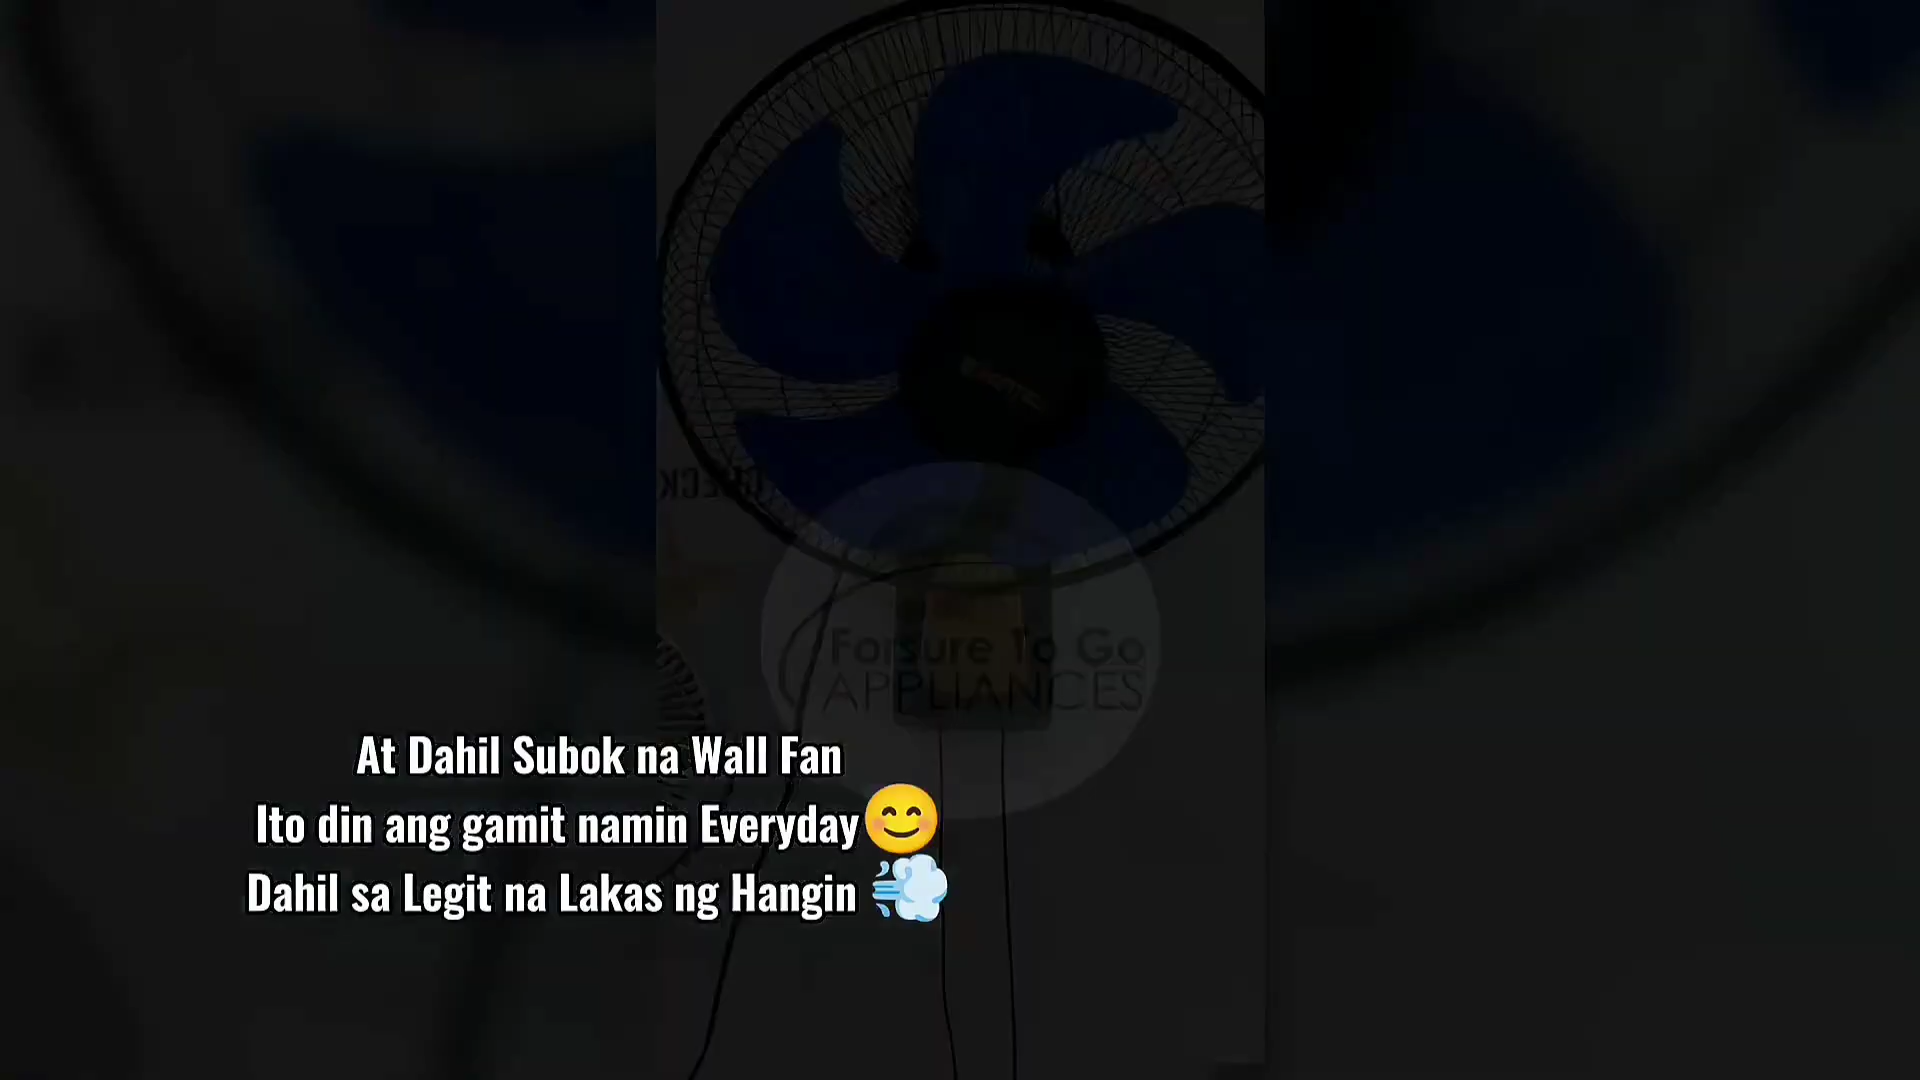 Forsure To Go
APPLIANCES
At Dahil Subok na Wall Fan
Ito din ang gamit namin Everyday😊
Dahil sa Legit na Lakas ng Hangin 💨